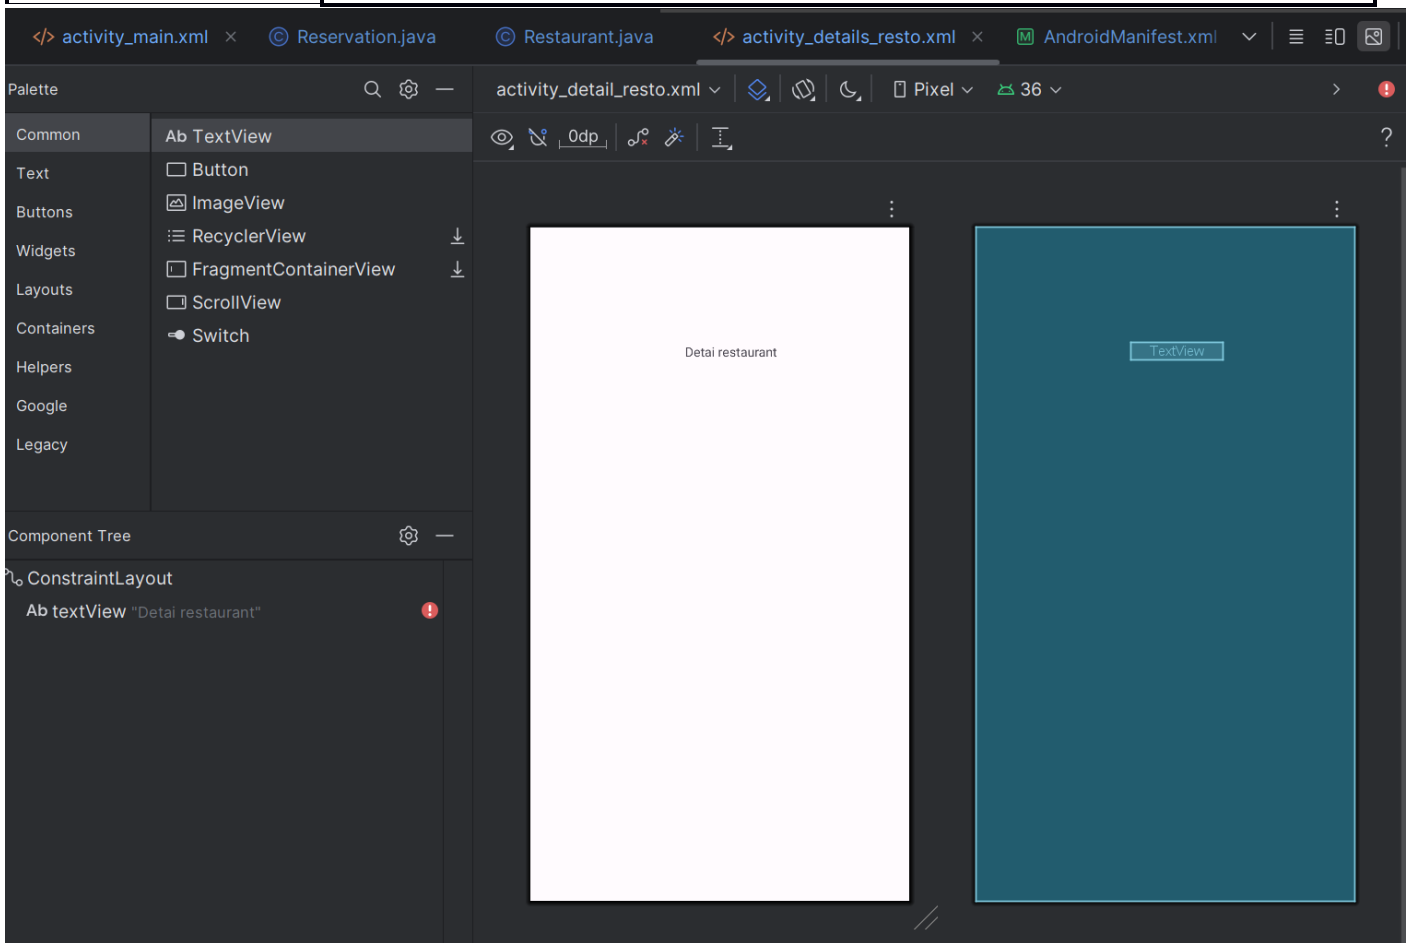 activity_main.xml
Reservation.java
Restaurant.java
activity_details_resto.xml
AndroidManifest.xml
Palette
activity_detail_resto.xml
Pixel
36
Common
Text
Buttons
Widgets
Layouts
Containers
Helpers
Google
Legacy
Ab TextView
Button
ImageView
RecyclerView
FragmentContainerView
ScrollView
Switch
0dp
?
Detai restaurant
TextView
Component Tree
ConstraintLayout
Ab textView "Detai restaurant"